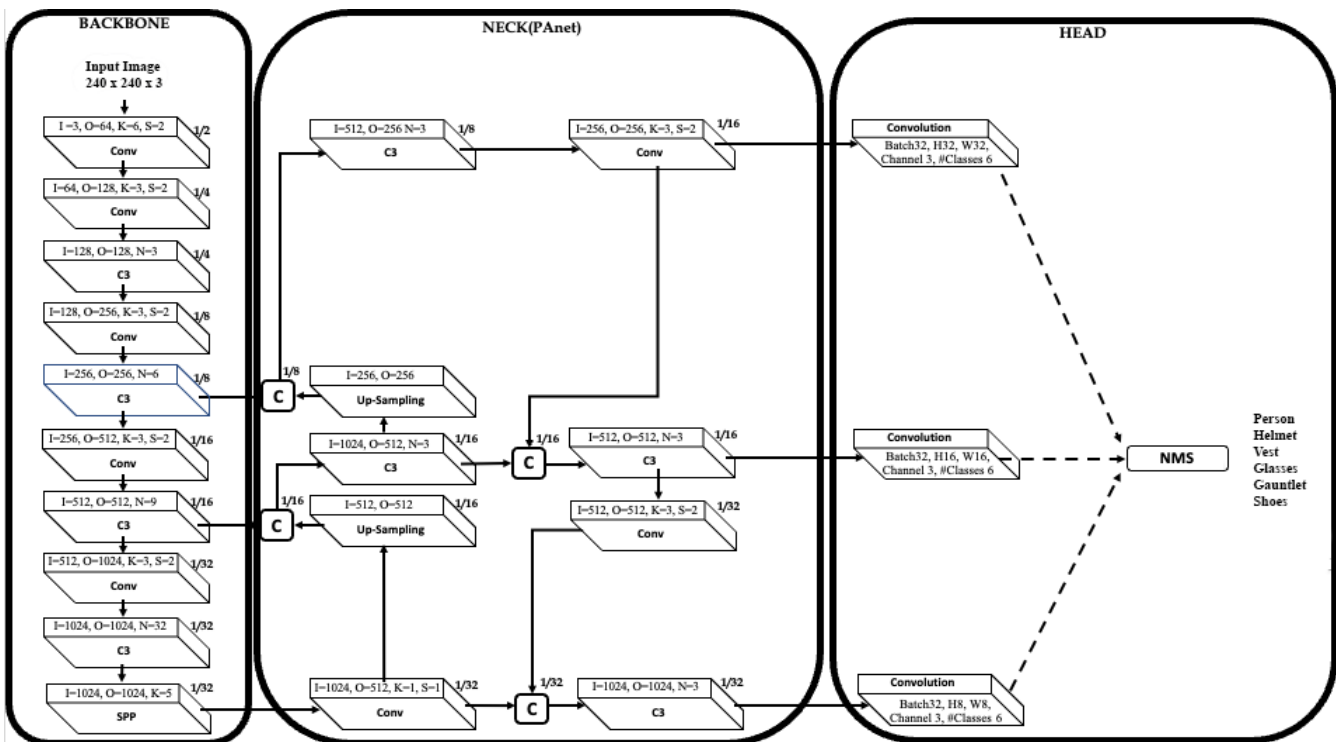 BACKBONE
Input Image
240 x 240 x 3
I =3, O=64, K=6, S=2
1/2
Conv
I=64, O=128, K=3, S=2
1/4
Conv
I=128, O=128, N=3
1/4
C3
I=128, O=256, K=3, S=2
1/8
Conv
I=256, O=256, N=6
1/8
C3
I=256, O=512, K=3, S=2
1/16
Conv
I=512, O=512, N=9
1/16
C3
I=512, O=1024, K=3, S=2
1/32
Conv
I=1024, O=1024, N=32
1/32
C3
I=1024, O=1024, K=5
1/32
SPP
NECK(PAnet)
I=512, O=256 N=3
1/8
C3
I=256, O=256, K=3, S=2
1/16
Conv
C
1/8
I=256, O=256
Up-Sampling
I=1024, O=512, N=3
1/16
C3
C
1/16
I=512, O=512, N=3
1/16
C3
C
1/16
I=512, O=512
1/16
Up-Sampling
I=512, O=512, K=3, S=2
1/32
Conv
I=1024, O=512, K=1, S=1
1/32
Conv
C
1/32
I=1024, O=1024, N=3
1/32
C3
HEAD
Convolution
Batch32, H32, W32,
Channel 3, #Classes 6
Convolution
Batch32, H16, W16,
Channel 3, #Classes 6
Convolution
Batch32, H8, W8,
Channel 3, #Classes 6
NMS
Person
Helmet
Vest
Glasses
Gauntlet
Shoes